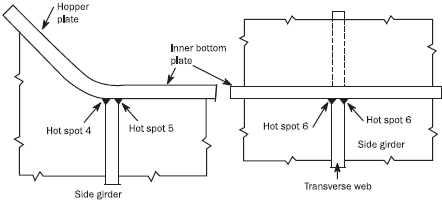 Hopper
plate
Inner bottom
plate
Hot spot 4
Hot spot 5
Side girder
Hot spot 6
Hot spot 6
Side girder
Transverse web